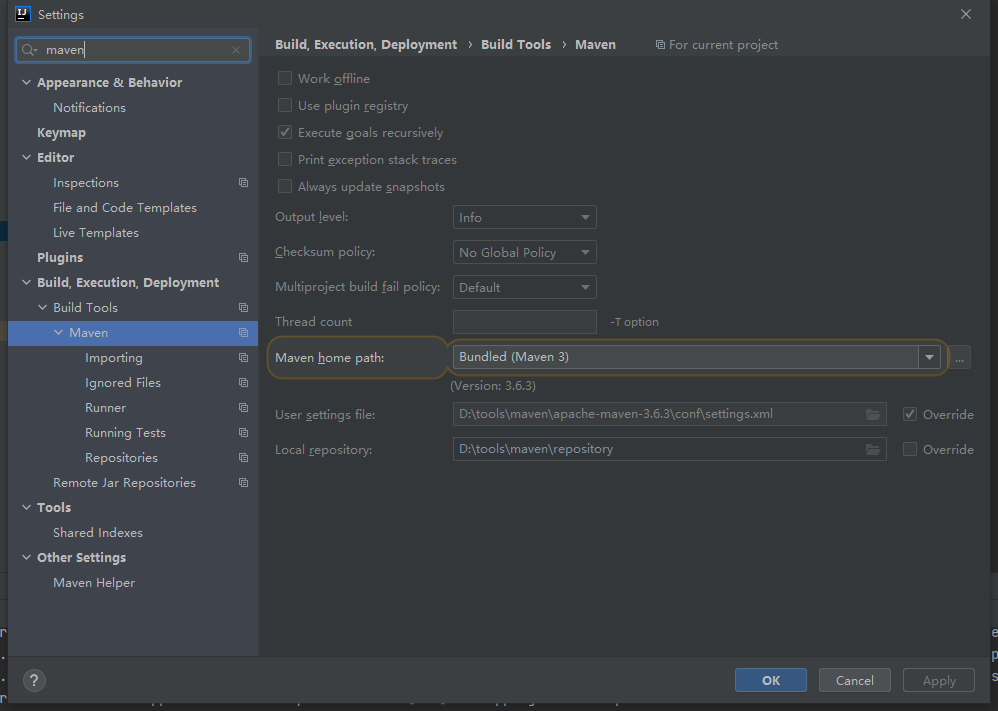 Settings
maven
Build, Execution, Deployment › Build Tools › Maven For current project
Appearance & Behavior
Notifications
Keymap
Editor
Inspections
File and Code Templates
Live Templates
Plugins
Build, Execution, Deployment
Build Tools
Maven
Importing
Ignored Files
Runner
Running Tests
Repositories
Remote Jar Repositories
Tools
Shared Indexes
Other Settings
Maven Helper
Work offline
Use plugin registry
Execute goals recursively
Print exception stack traces
Always update snapshots
Output level: Info
Checksum policy: No Global Policy
Multiproject build fail policy: Default
Thread count -T option
Maven home path: Bundled (Maven 3) ...
(Version: 3.6.3)
User settings file: D:\tools\maven\apache-maven-3.6.3\conf\settings.xml Override
Local repository: D:\tools\maven\repository Override
? OK Cancel Apply